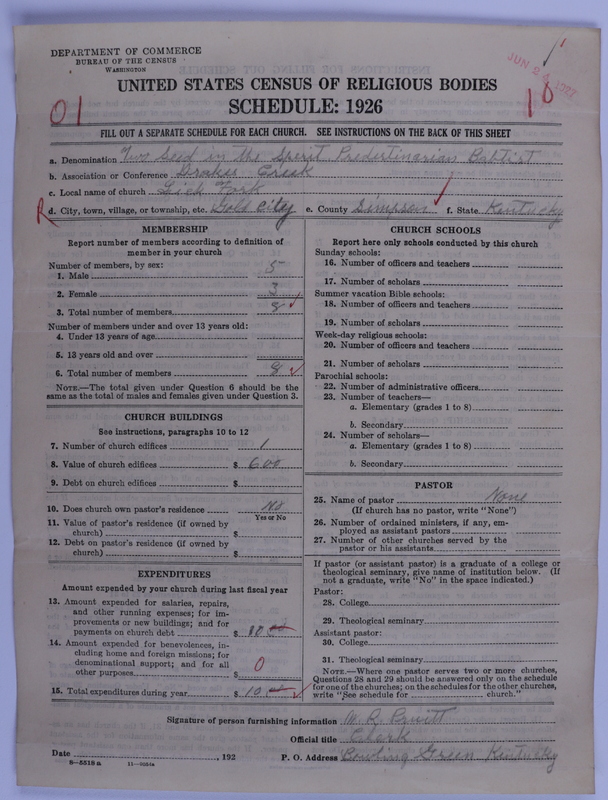 DEPARTMENT OF COMMERCE
BUREAU OF THE CENSUS
WASHINGTON
JUN 24 1927
UNITED STATES CENSUS OF RELIGIOUS BODIES
SCHEDULE: 1926
01
18
FILL OUT A SEPARATE SCHEDULE FOR EACH CHURCH. SEE INSTRUCTIONS ON THE BACK OF THIS SHEET
a. Denomination Two Seed in the Spirit Predestinarian Baptist
b. Association or Conference Drakes Creek
c. Local name of church Lick Fork
R d. City, town, village, or township, etc. Gold City e. County Simpson f. State Kentucky
MEMBERSHIP
Report number of members according to definition of
member in your church
Number of members, by sex:
1. Male 5
2. Female 3
3. Total number of members 8
Number of members under and over 13 years old:
4. Under 13 years of age
5. 13 years old and over
6. Total number of members 8
NOTE.—The total given under Question 6 should be the
same as the total of males and females given under Question 3.
CHURCH BUILDINGS
See instructions, paragraphs 10 to 12
7. Number of church edifices 1
8. Value of church edifices $ 600
9. Debt on church edifices $
10. Does church own pastor's residence No
Yes or No
11. Value of pastor's residence (if owned by
church) $
12. Debt on pastor's residence (if owned by
church) $
EXPENDITURES
Amount expended by your church during last fiscal year
13. Amount expended for salaries, repairs,
and other running expenses; for im-
provements or new buildings; and for
payments on church debt $ 10 00
14. Amount expended for benevolences, in-
cluding home and foreign missions; for
denominational support; and for all
other purposes $ 0
15. Total expenditures during year $ 10 00
CHURCH SCHOOLS
Report here only schools conducted by this church
Sunday schools:
16. Number of officers and teachers
17. Number of scholars
Summer vacation Bible schools:
18. Number of officers and teachers
19. Number of scholars
Week-day religious schools:
20. Number of officers and teachers
21. Number of scholars
Parochial schools:
22. Number of administrative officers
23. Number of teachers—
a. Elementary (grades 1 to 8)
b. Secondary
24. Number of scholars—
a. Elementary (grades 1 to 8)
b. Secondary
PASTOR
25. Name of pastor None
(If church has no pastor, write "None")
26. Number of ordained ministers, if any, em-
ployed as assistant pastors
27. Number of other churches served by the
pastor or his assistants
If pastor (or assistant pastor) is a graduate of a college or
theological seminary, give name of institution below. (If
not a graduate, write "No" in the space indicated.)
Pastor:
28. College
29. Theological seminary
Assistant pastor:
30. College
31. Theological seminary
NOTE.—Where one pastor serves two or more churches,
Questions 28 and 29 should be answered only on the schedule
for one of the churches; on the schedules for the other churches,
write "See schedule for church."
Signature of person furnishing information W. R. Pruitt
Official title Clerk
Date , 192 P. O. Address Bowling Green Kentucky
8—5518a